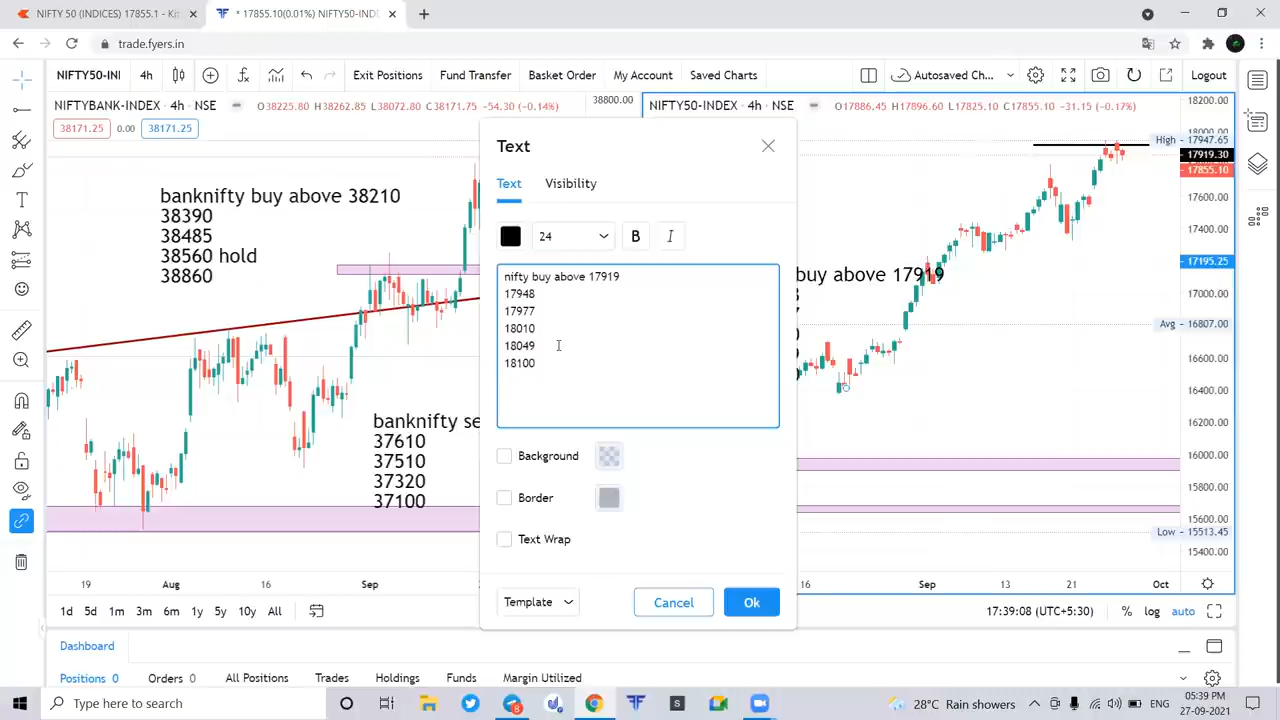 NIFTY 50 (INDICES) 17855.1 - Kit
* 17855.10(0.01%) NIFTY50-INDE
trade.fyers.in
NIFTY50-INI
4h
Exit Positions
Fund Transfer
Basket Order
My Account
Saved Charts
Autosaved Ch...
Logout
NIFTYBANK-INDEX • 4h • NSE
O38225.80 H38262.85 L38072.80 C38171.75 -54.30 (-0.14%)
38800.00
38171.25
0.00
38171.25
NIFTY50-INDEX • 4h • NSE
O17886.45 H17896.60 L17825.10 C17855.10 -31.15 (-0.17%)
18200.00
18000.00
High - 17947.65
17919.30
17855.10
17600.00
17400.00
17195.25
17000.00
Avg - 16807.00
16600.00
16400.00
16200.00
16000.00
15800.00
15600.00
Low - 15513.45
15400.00
banknifty buy above 38210
38390
38485
38560 hold
38860
banknifty se
37610
37510
37320
37100
buy above 17919
Text
Text
Visibility
24
B
I
nifty buy above 17919
17948
17977
18010
18049
18100
Background
Border
Text Wrap
Template
Cancel
Ok
19
Aug
16
Sep
16
Sep
13
21
Oct
1d
5d
1m
3m
6m
1y
5y
10y
All
17:39:08 (UTC+5:30)
%
log
auto
Dashboard
Positions 0
Orders 0
All Positions
Trades
Holdings
Funds
Margin Utilized
Type here to search
28°C Rain showers
ENG
05:39 PM
27-09-2021